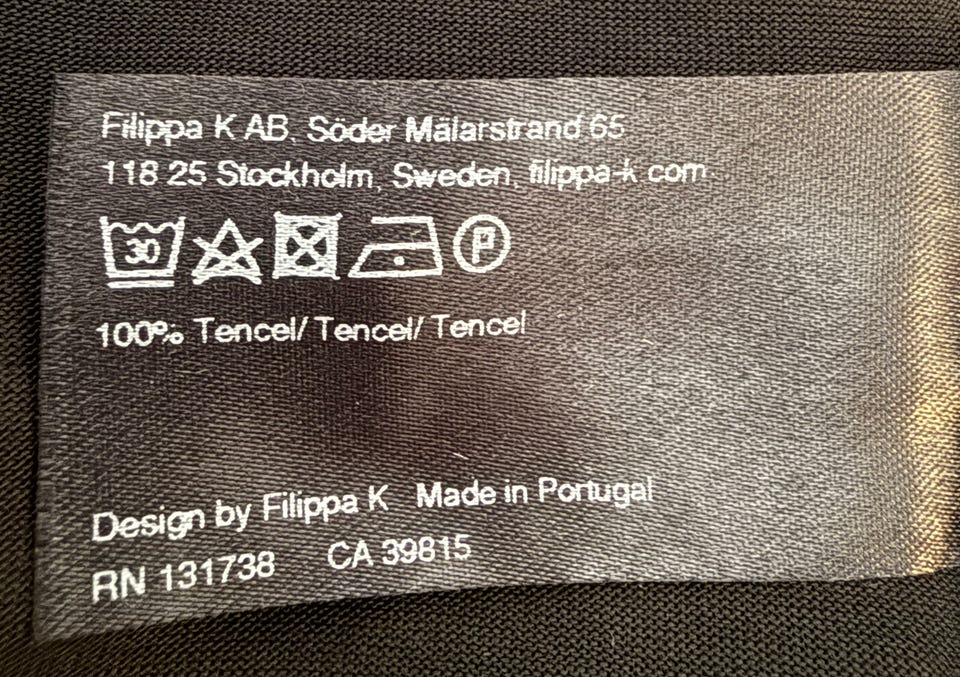 Filippa K AB, Söder Mälarstrand 65
118 25 Stockholm, Sweden, filippa-k.com
30 P
100% Tencel/ Tencel/ Tencel
Design by Filippa K Made in Portugal
RN 131738 CA 39815